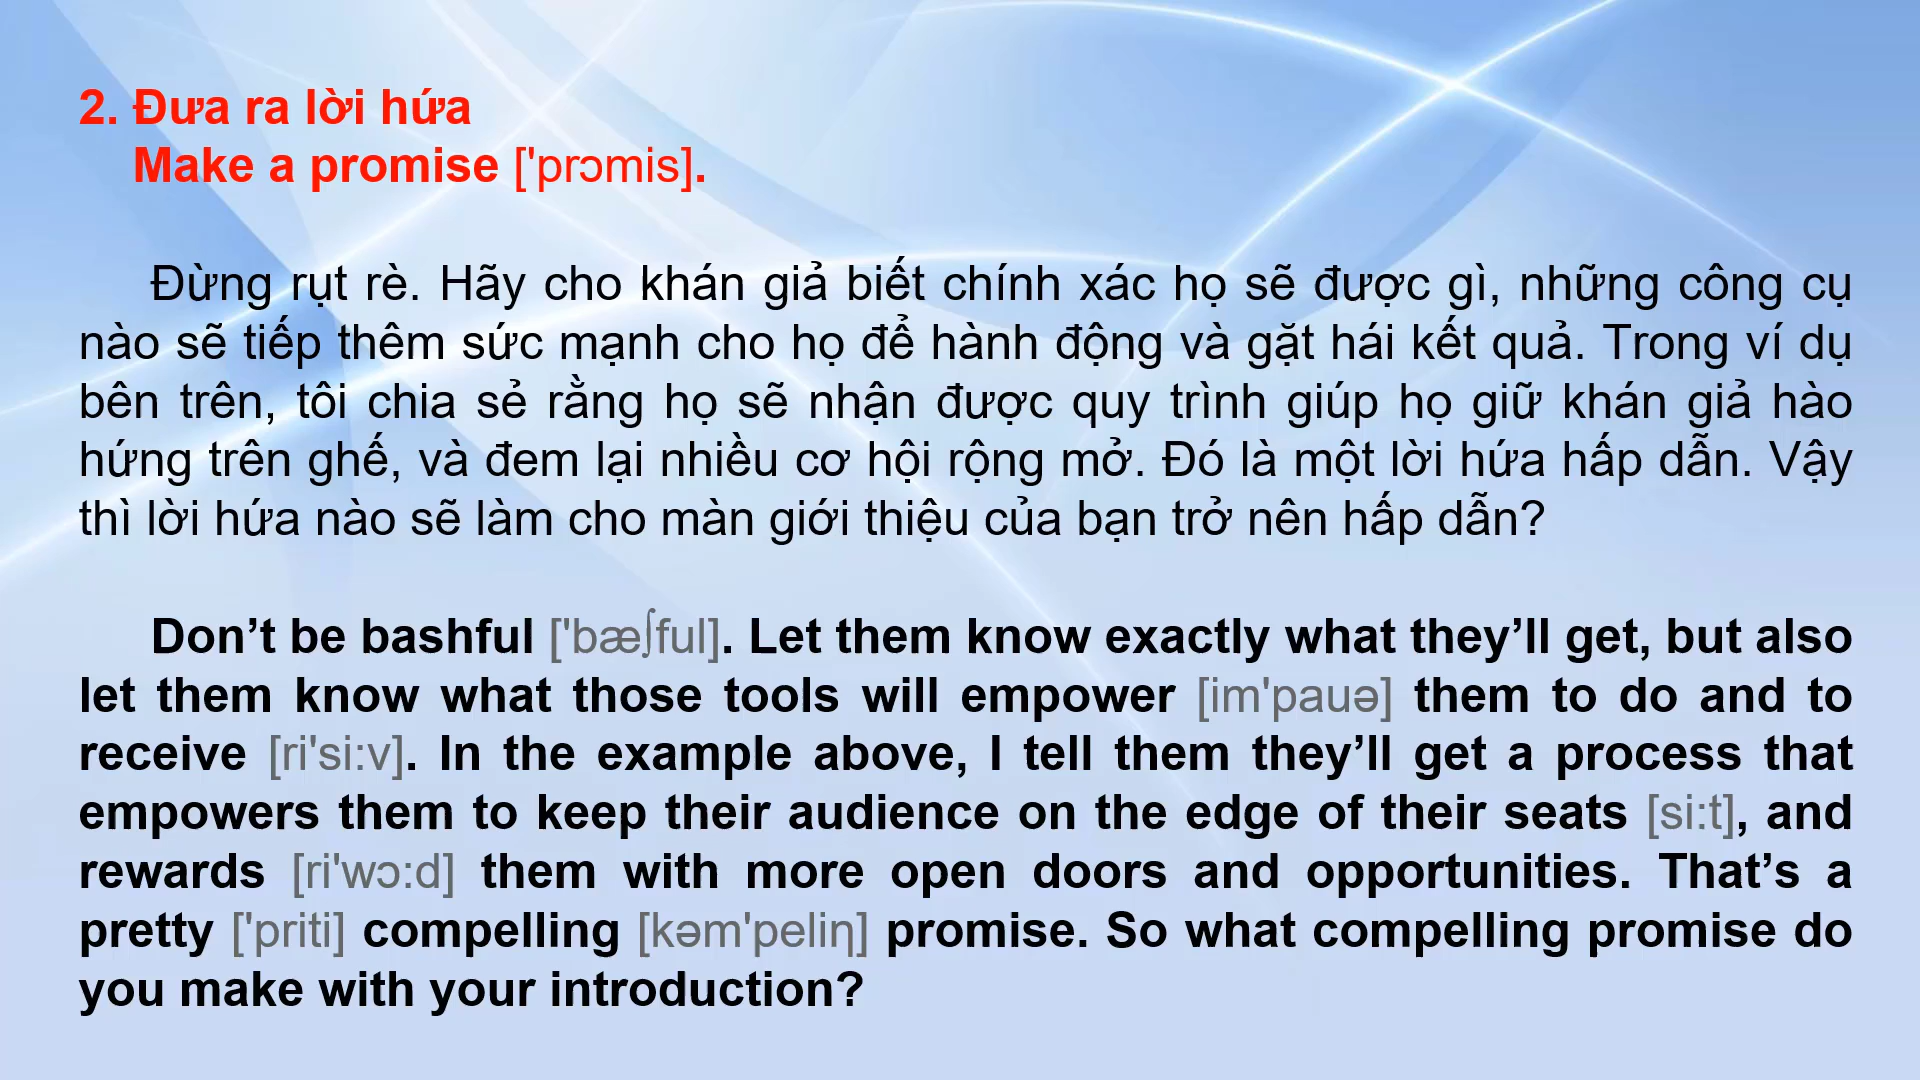 2. Đưa ra lời hứa
Make a promise ['prɔmis].
Đừng rụt rè. Hãy cho khán giả biết chính xác họ sẽ được gì, những công cụ
nào sẽ tiếp thêm sức mạnh cho họ để hành động và gặt hái kết quả. Trong ví dụ
bên trên, tôi chia sẻ rằng họ sẽ nhận được quy trình giúp họ giữ khán giả hào
hứng trên ghế, và đem lại nhiều cơ hội rộng mở. Đó là một lời hứa hấp dẫn. Vậy
thì lời hứa nào sẽ làm cho màn giới thiệu của bạn trở nên hấp dẫn?
Don’t be bashful ['bæ∫ful]. Let them know exactly what they’ll get, but also
let them know what those tools will empower [im'pauə] them to do and to
receive [ri'si:v]. In the example above, I tell them they’ll get a process that
empowers them to keep their audience on the edge of their seats [si:t], and
rewards [ri'wɔ:d] them with more open doors and opportunities. That’s a
pretty ['priti] compelling [kəm'peliη] promise. So what compelling promise do
you make with your introduction?